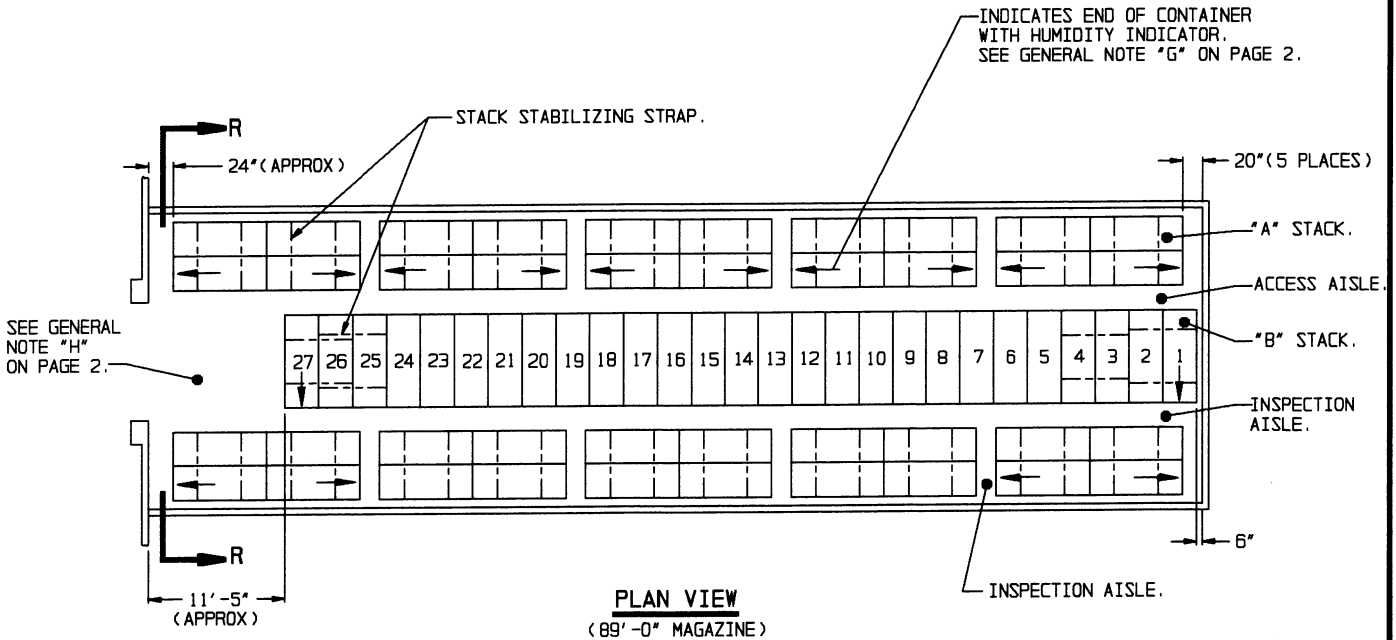 INDICATES END OF CONTAINER
WITH HUMIDITY INDICATOR.
SEE GENERAL NOTE "G" ON PAGE 2.
STACK STABILIZING STRAP.
R
24"(APPROX)
20"(5 PLACES)
"A" STACK.
ACCESS AISLE.
SEE GENERAL
NOTE "H"
ON PAGE 2.
27 26 25 24 23 22 21 20 19 18 17 16 15 14 13 12 11 10 9 8 7 6 5 4 3 2 1
"B" STACK.
INSPECTION
AISLE.
R
6"
11'-5"
(APPROX)
INSPECTION AISLE.
PLAN VIEW
(89'-0" MAGAZINE)